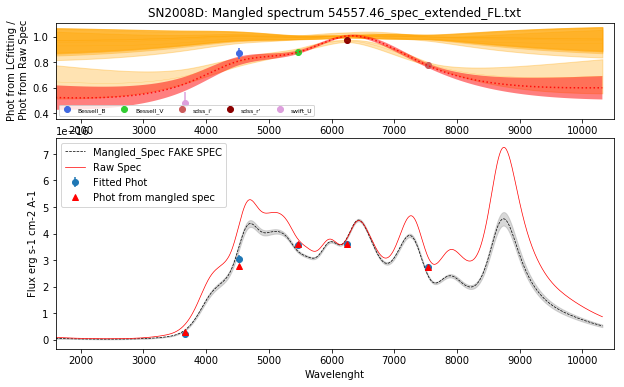 SN2008D: Mangled spectrum 54557.46_spec_extended_FL.txt
Phot from LCfitting /
Phot from Raw Spec
1.0
0.8
0.6
0.4
Bessell_B
Bessell_V
sdss_i'
sdss_r'
swift_U
2000 3000 4000 5000 6000 7000 8000 9000 10000
1e−16
Mangled_Spec FAKE SPEC
Raw Spec
Fitted Phot
Phot from mangled spec
Flux erg s-1 cm-2 A-1
7
6
5
4
3
2
1
0
2000 3000 4000 5000 6000 7000 8000 9000 10000
Wavelenght